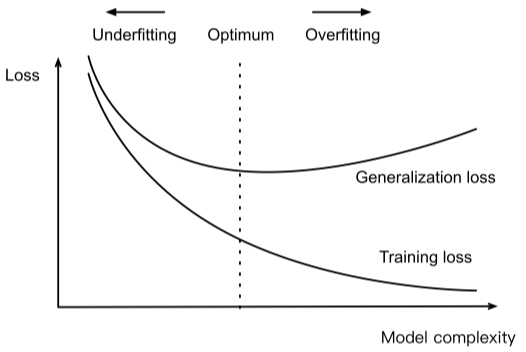 Underfitting Optimum Overfitting
Loss
Generalization loss
Training loss
Model complexity